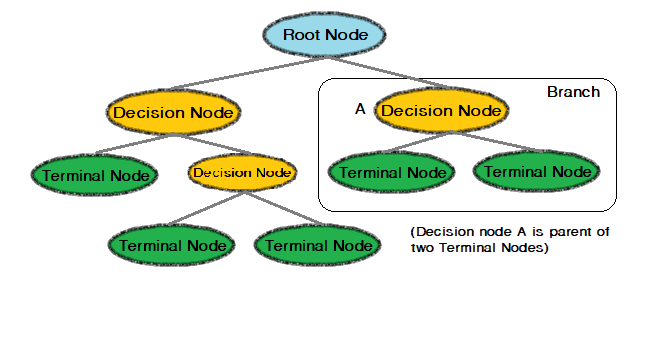 Root Node
Branch
Decision Node
A
Decision Node
Terminal Node
Decision Node
Terminal Node
Terminal Node
Terminal Node
Terminal Node
(Decision node A is parent of
two Terminal Nodes)